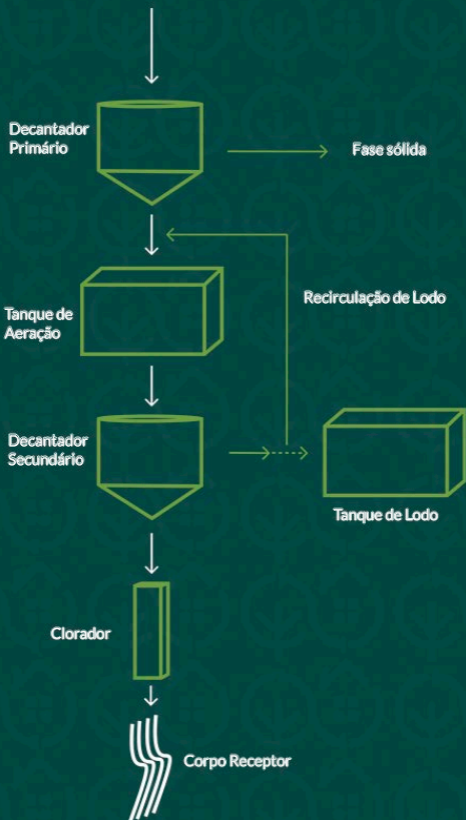 Decantador
Primário
Fase sólida
Recirculação de Lodo
Tanque de
Aeração
Decantador
Secundário
Tanque de Lodo
Clorador
Corpo Receptor